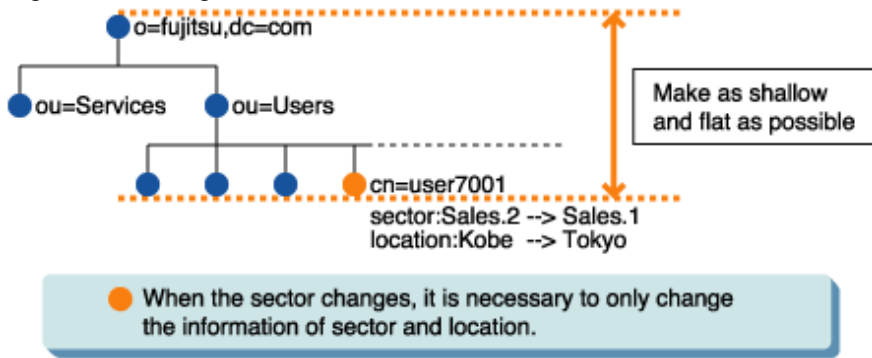 o=fujitsu,dc=com
ou=Services
ou=Users
Make as shallow
and flat as possible
cn=user7001
sector:Sales.2 --> Sales.1
location:Kobe --> Tokyo
When the sector changes, it is necessary to only change
the information of sector and location.